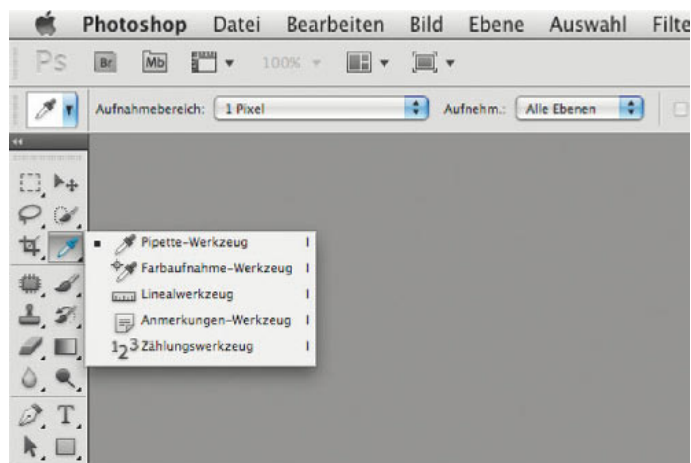 Photoshop Datei Bearbeiten Bild Ebene Auswahl Filte
Ps Br Mb 100%
Aufnahmebereich: 1 Pixel Aufnehm.: Alle Ebenen
Pipette-Werkzeug I
Farbaufnahme-Werkzeug I
Linealwerkzeug I
Anmerkungen-Werkzeug I
123 Zählungswerkzeug I
T